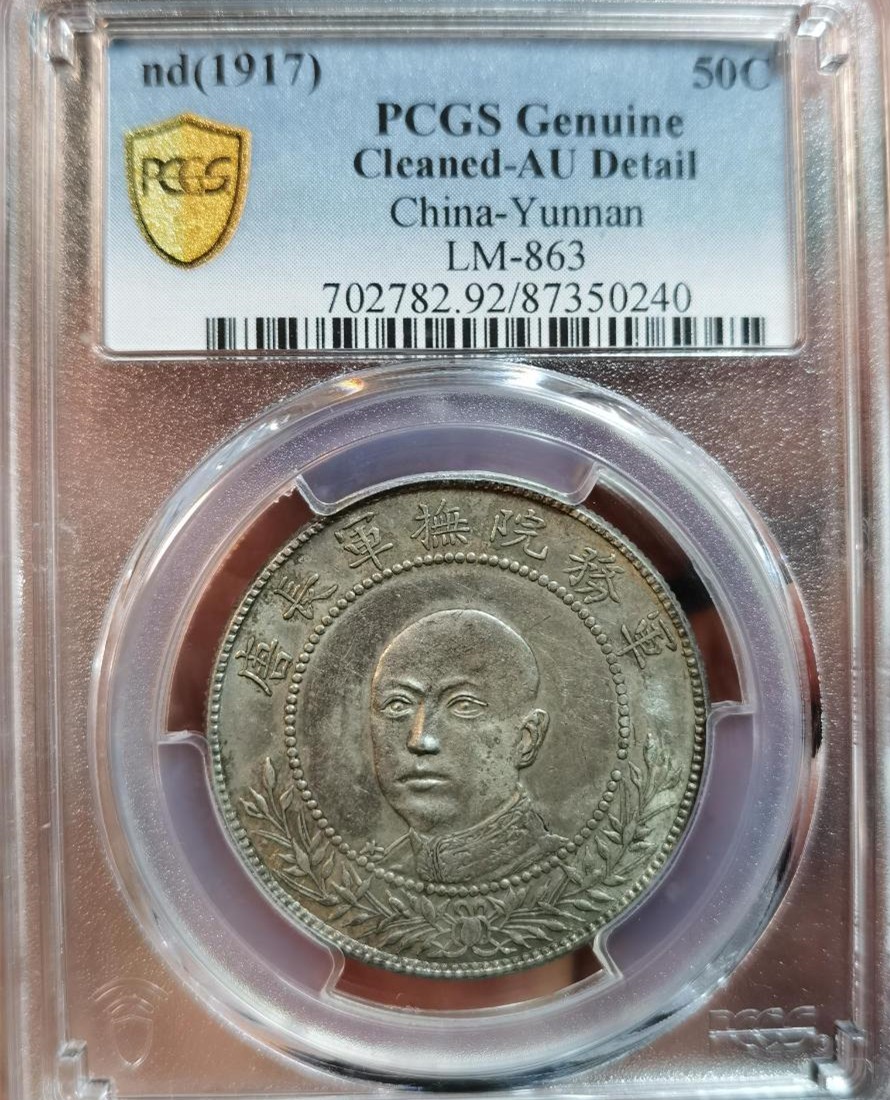 nd(1917) 50C
PCGS Genuine
Cleaned-AU Detail
China-Yunnan
LM-863
702782.92/87350240
PCGS
軍務院撫軍長唐
PCGS